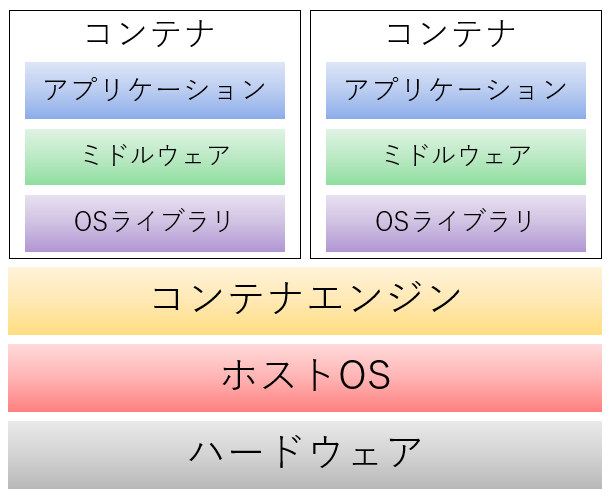 コンテナ
アプリケーション
ミドルウェア
OSライブラリ
コンテナ
アプリケーション
ミドルウェア
OSライブラリ
コンテナエンジン
ホストOS
ハードウェア